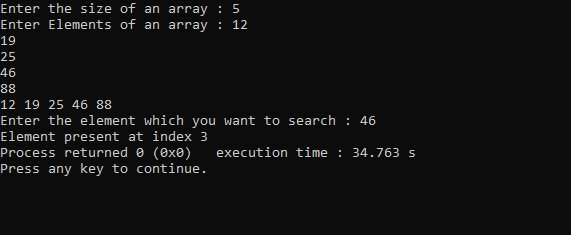 Enter the size of an array : 5
Enter Elements of an array : 12
19
25
46
88
12 19 25 46 88
Enter the element which you want to search : 46
Element present at index 3
Process returned 0 (0x0)   execution time : 34.763 s
Press any key to continue.